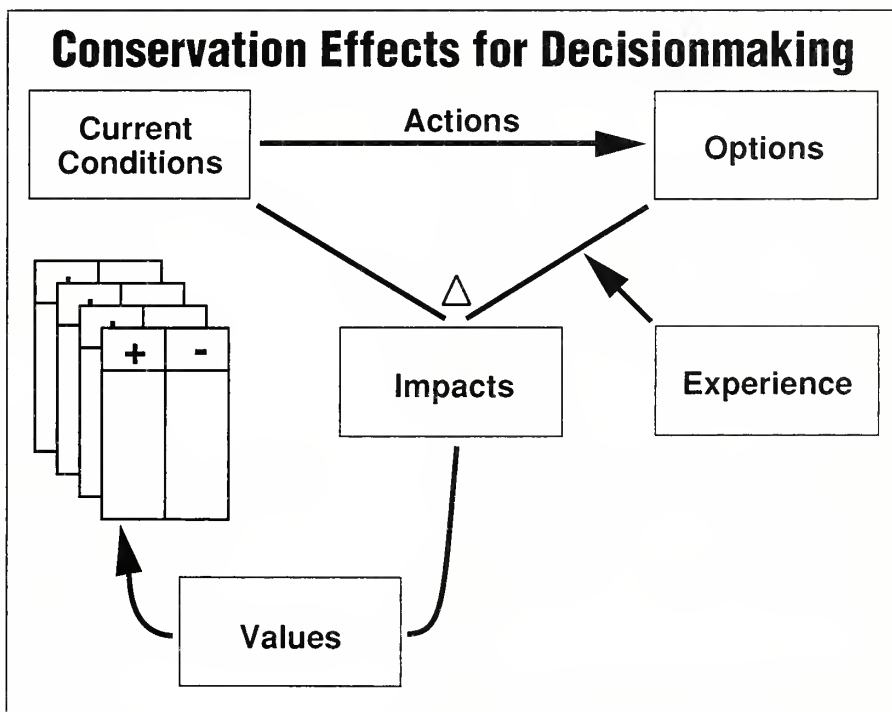 Conservation Effects for Decisionmaking
Current
Conditions
Actions
Options
Δ
+ -
Impacts
Experience
Values